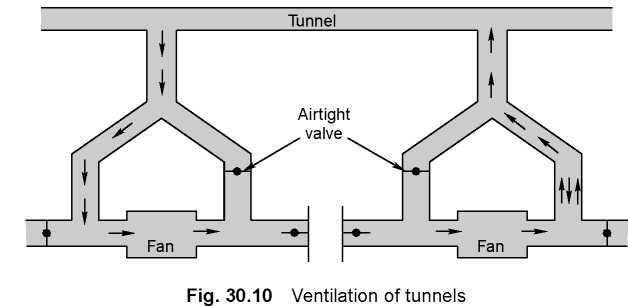 Tunnel
Airtight
valve
Fan
Fan
Fig. 30.10 Ventilation of tunnels